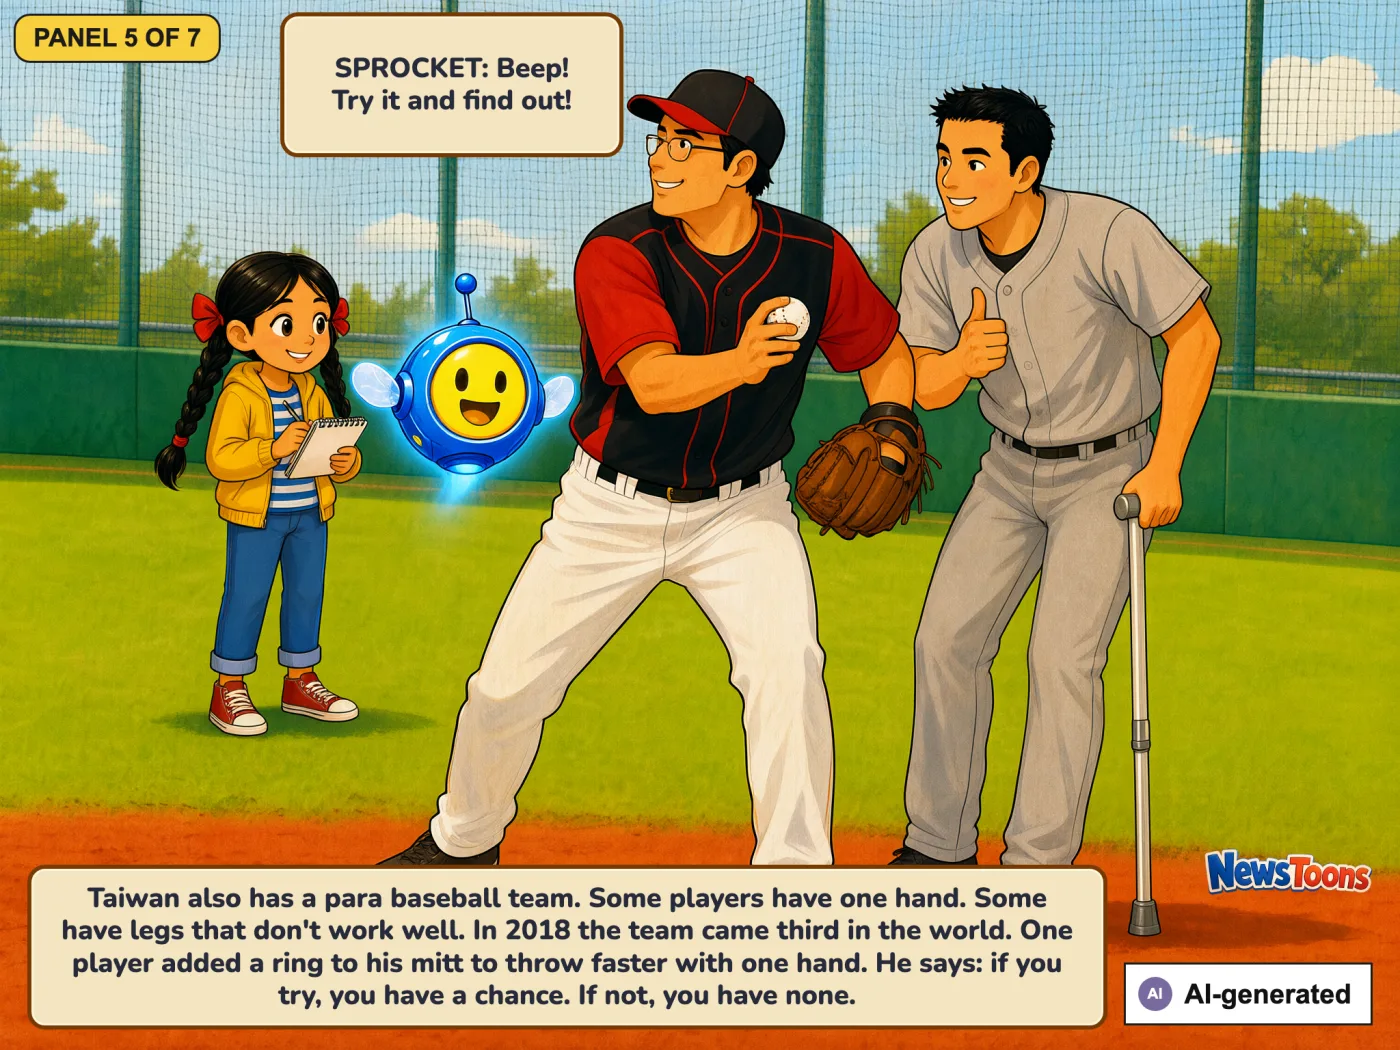 PANEL 5 OF 7
SPROCKET: Beep!
Try it and find out!
Taiwan also has a para baseball team. Some players have one hand. Some
have legs that don't work well. In 2018 the team came third in the world. One
player added a ring to his mitt to throw faster with one hand. He says: if you
try, you have a chance. If not, you have none.
NewsToons
AI AI-generated